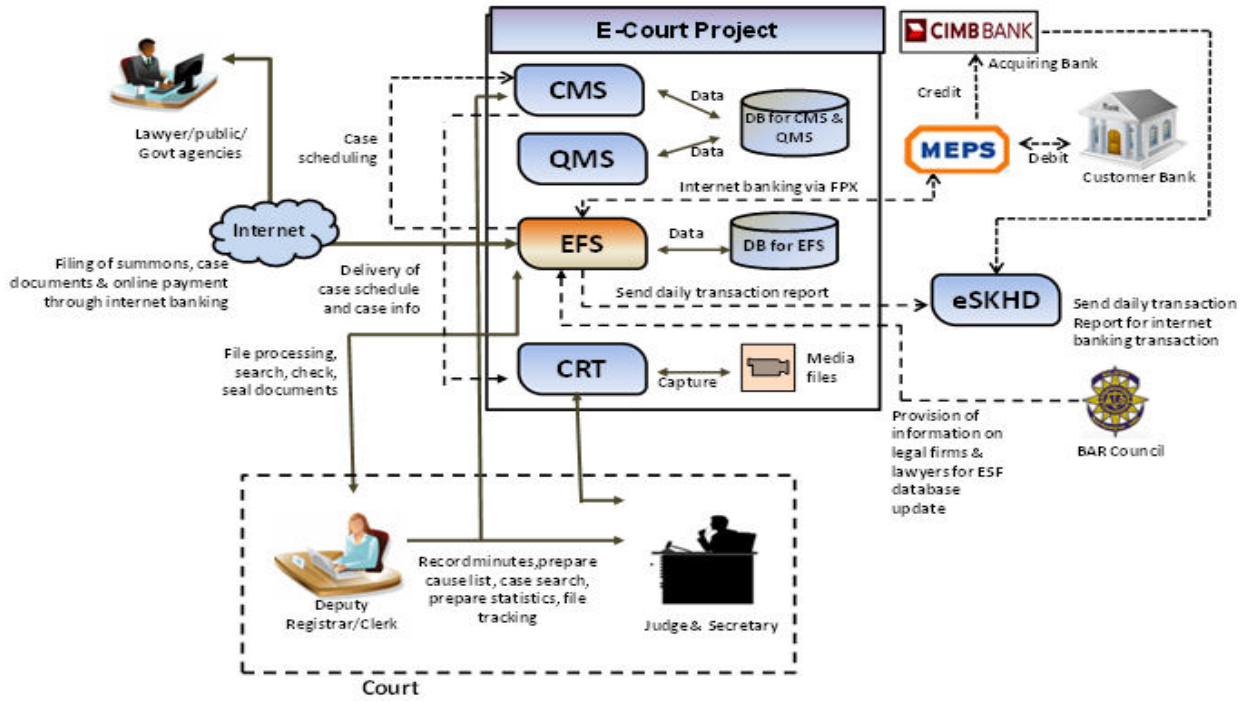 E-Court Project
CIMB BANK
Acquiring Bank
Credit
CMS
Data
DB for CMS &
QMS
Lawyer/public/
Govt agencies
Case
scheduling
QMS
Data
MEPS
Debit
Bank
Customer Bank
Internet banking via FPX
Internet
EFS
Data
DB for EFS
Filing of summons, case
documents & online payment
through internet banking
Delivery of
case schedule
and case info
Send daily transaction report
eSKHD
Send daily transaction
Report for internet
banking transaction
File processing,
search, check,
seal documents
CRT
Capture
Media
files
Provision of
information on
legal firms &
lawyers for ESF
database
update
BAR Council
Record minutes,prepare
cause list, case search,
prepare statistics, file
tracking
Deputy
Registrar/Clerk
Judge & Secretary
Court